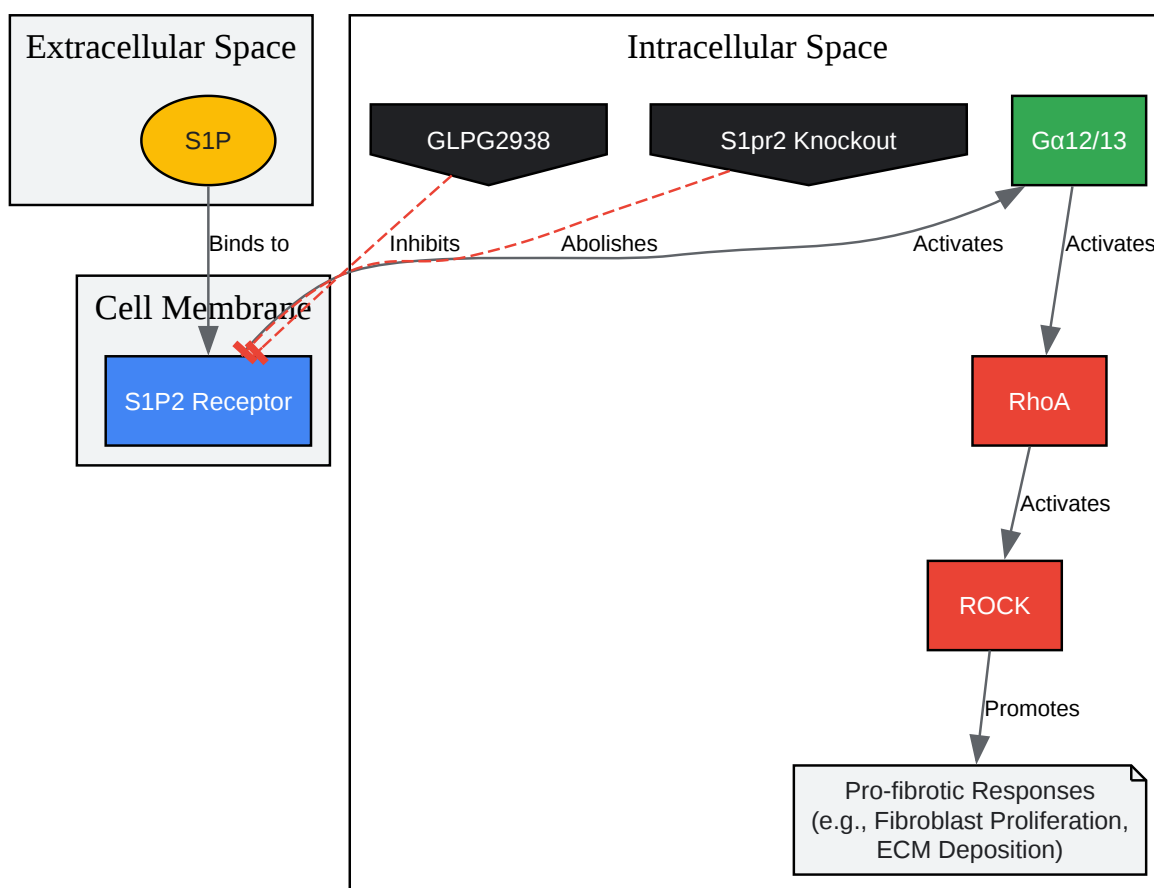 Extracellular Space
Intracellular Space
S1P
GLPG2938
S1pr2 Knockout
Gα12/13
Binds to
Inhibits
Abolishes
Activates
Activates
Cell Membrane
S1P2 Receptor
RhoA
Activates
ROCK
Promotes
Pro-fibrotic Responses
(e.g., Fibroblast Proliferation,
ECM Deposition)